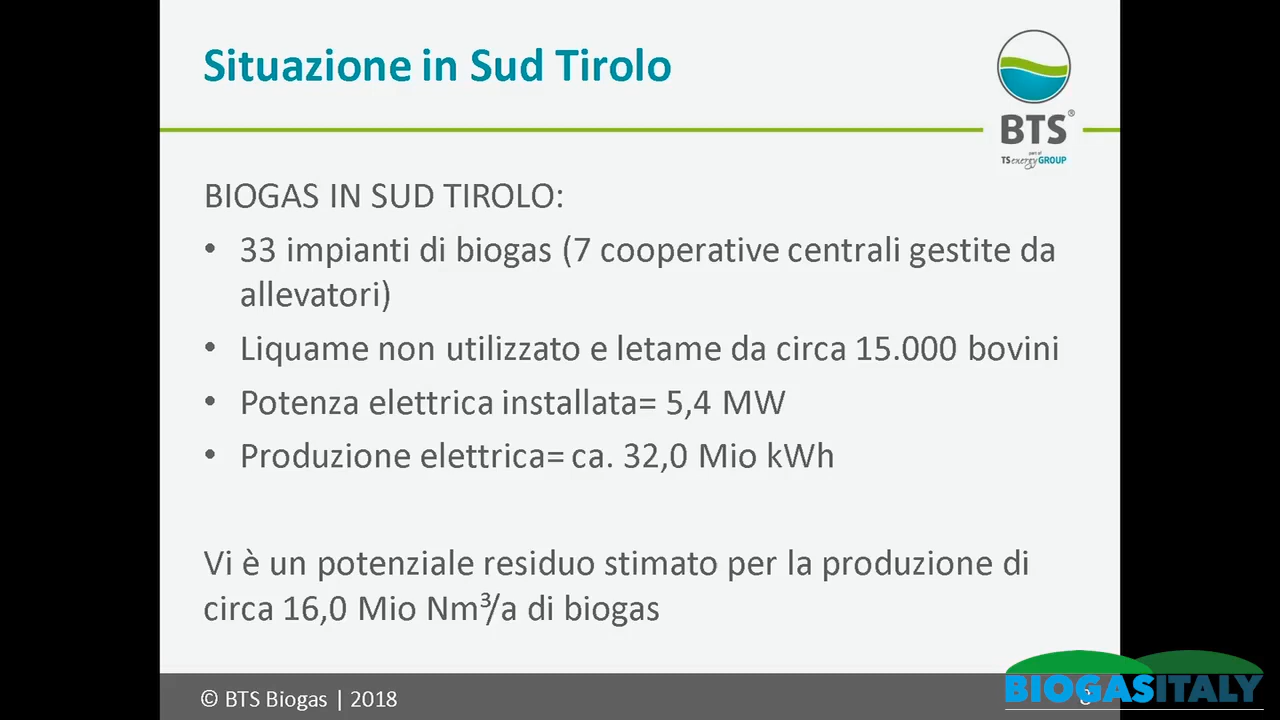 Situazione in Sud Tirolo
BTS®
part of
TSenergyGROUP
BIOGAS IN SUD TIROLO:
• 33 impianti di biogas (7 cooperative centrali gestite da
allevatori)
• Liquame non utilizzato e letame da circa 15.000 bovini
• Potenza elettrica installata= 5,4 MW
• Produzione elettrica= ca. 32,0 Mio kWh
Vi è un potenziale residuo stimato per la produzione di
circa 16,0 Mio Nm³/a di biogas
© BTS Biogas | 2018
BIOGASITALY